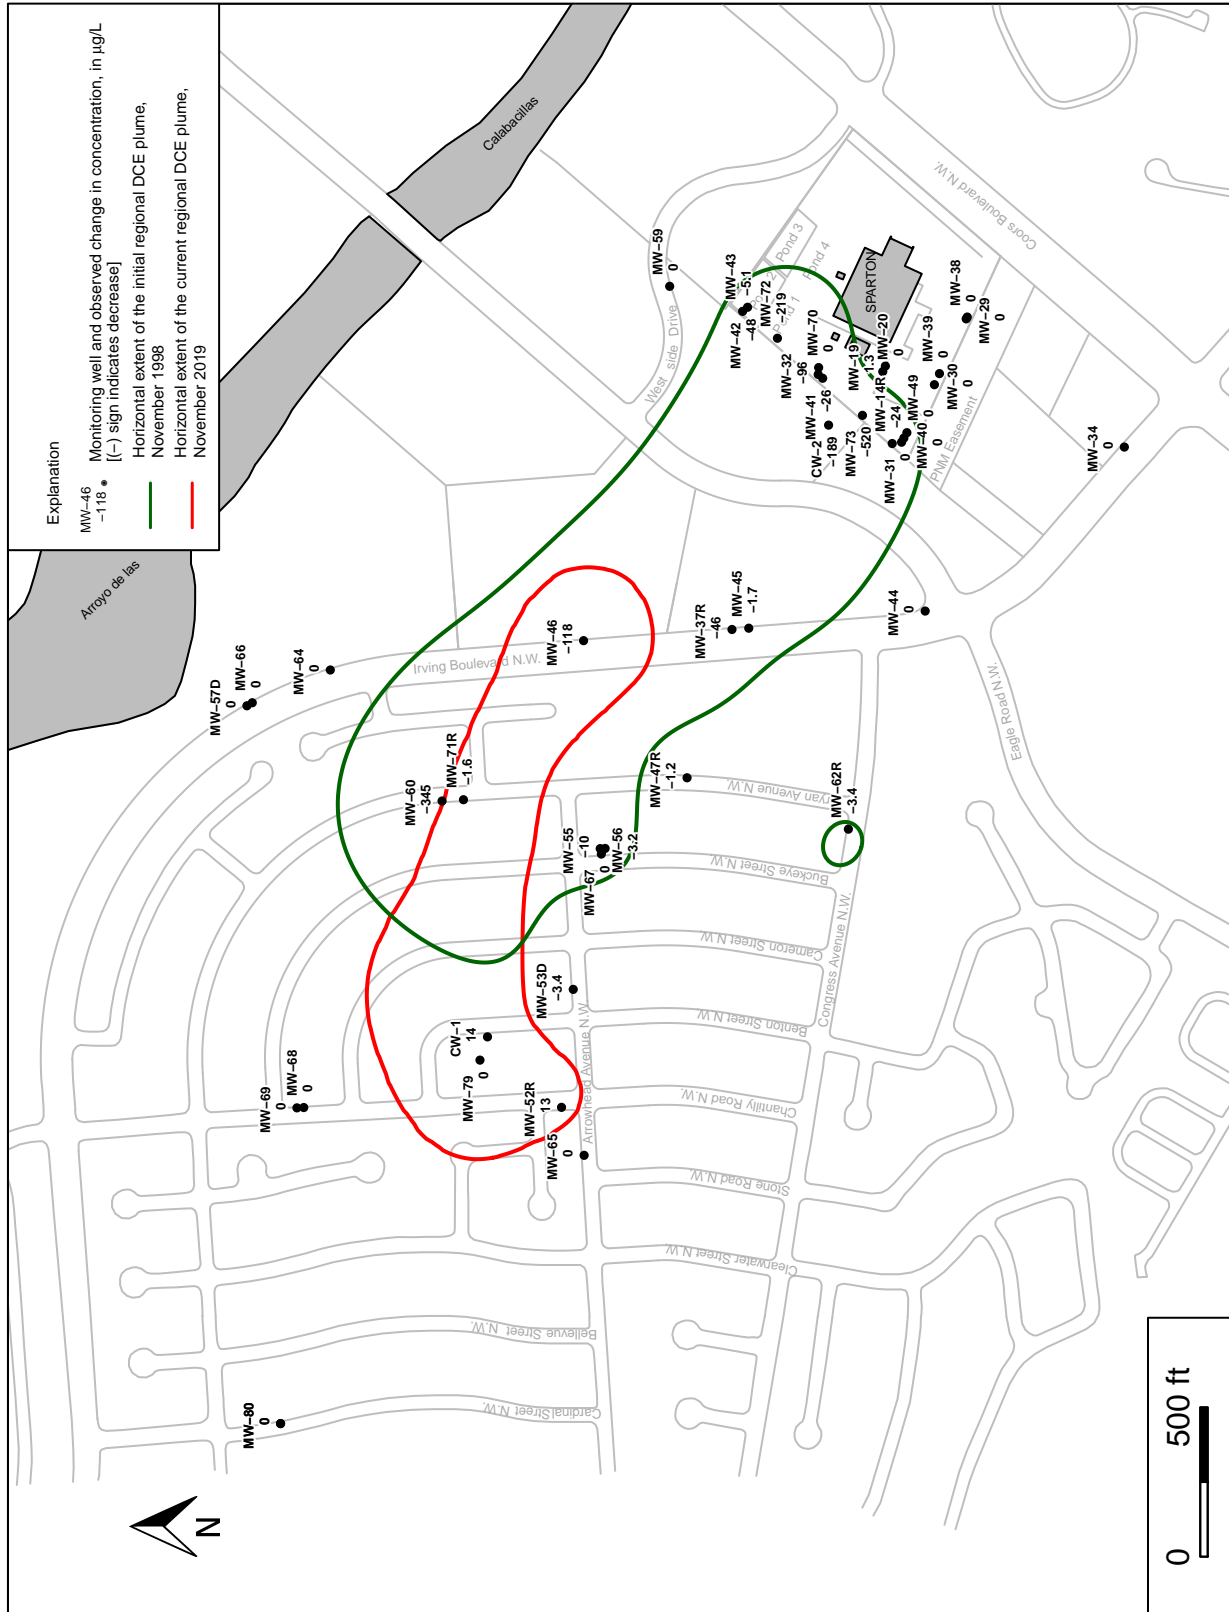 Explanation
MW−46
−118
Monitoring well and observed change in concentration, in µg/L
[(−) sign indicates decrease]
Horizontal extent of the initial regional DCE plume,
November 1998
Horizontal extent of the current regional DCE plume,
November 2019
Arroyo de las
Calabacillas
MW−57D
0
MW−66
0
MW−64
0
MW−59
0
West side Drive
Irving Boulevard N.W.
MW−46
−118
MW−37R
−46
MW−45
−1.7
MW−44
0
MW−42
−48
MW−43
−5.1
MW−72
−219
Pond 1
Pond 3
Pond 4
MW−32
−96
MW−70
0
MW−41
−26
CW−2
−189
MW−73
−520
MW−19
−1.3
MW−20
0
MW−14R
−24
MW−49
0
MW−31
0
MW−40
0
MW−39
0
MW−30
0
MW−38
0
MW−29
0
MW−34
0
SPARTON
PNM Easement
Coors Boulevard N.W.
Eagle Road N.W.
MW−60
−345
MW−71R
−1.6
MW−47R
−1.2
MW−62R
−3.4
MW−55
−10
MW−56
−3.2
MW−67
0
ryan Avenue N.W.
Buckeye Street N.W.
Cameron Street N.W.
Congress Avenue N.W.
Benton Street N.W.
Chantilly Road N.W.
Stone Road N.W.
Clearwater Street N.W.
Bellevue Street N.W.
Cardinal Street N.W.
Arrowhead Avenue N.W.
MW−53D
−3.4
CW−1
14
MW−79
0
MW−52R
13
MW−65
0
MW−69
0
MW−68
0
MW−80
0
N
0
500 ft